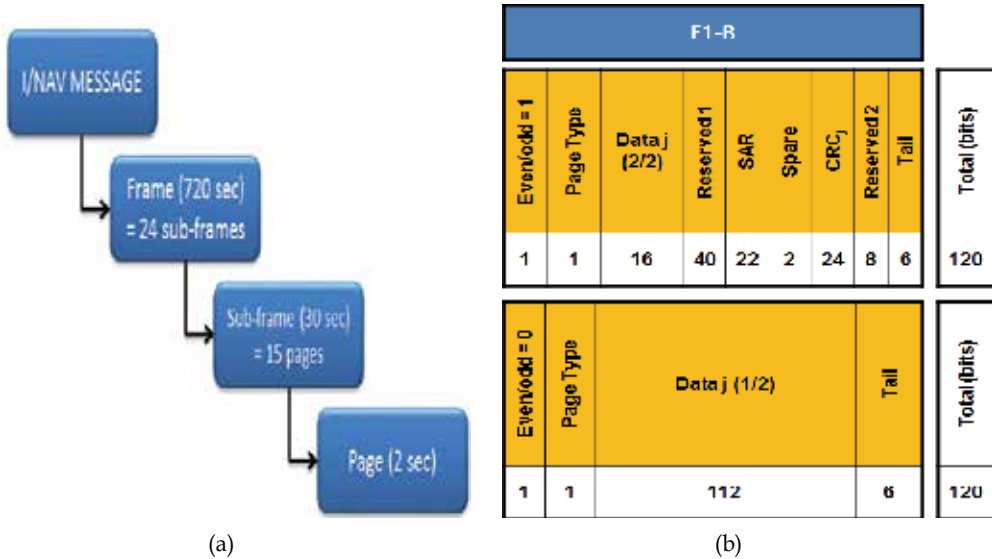 I/NAV MESSAGE
Frame (720 sec)
= 24 sub-frames
Sub-frame (30 sec)
= 15 pages
Page (2 sec)
(a)
E1-B
Even/odd = 1
Page Type
Data j
(2/2)
Reserved 1
SAR
Spare
CRCj
Reserved 2
Tail
Total (bits)
1 1 16 40 22 2 24 8 6 120
Even/odd = 0
Page Type
Data j (1/2)
Tail
Total (bits)
1 1 112 6 120
(b)